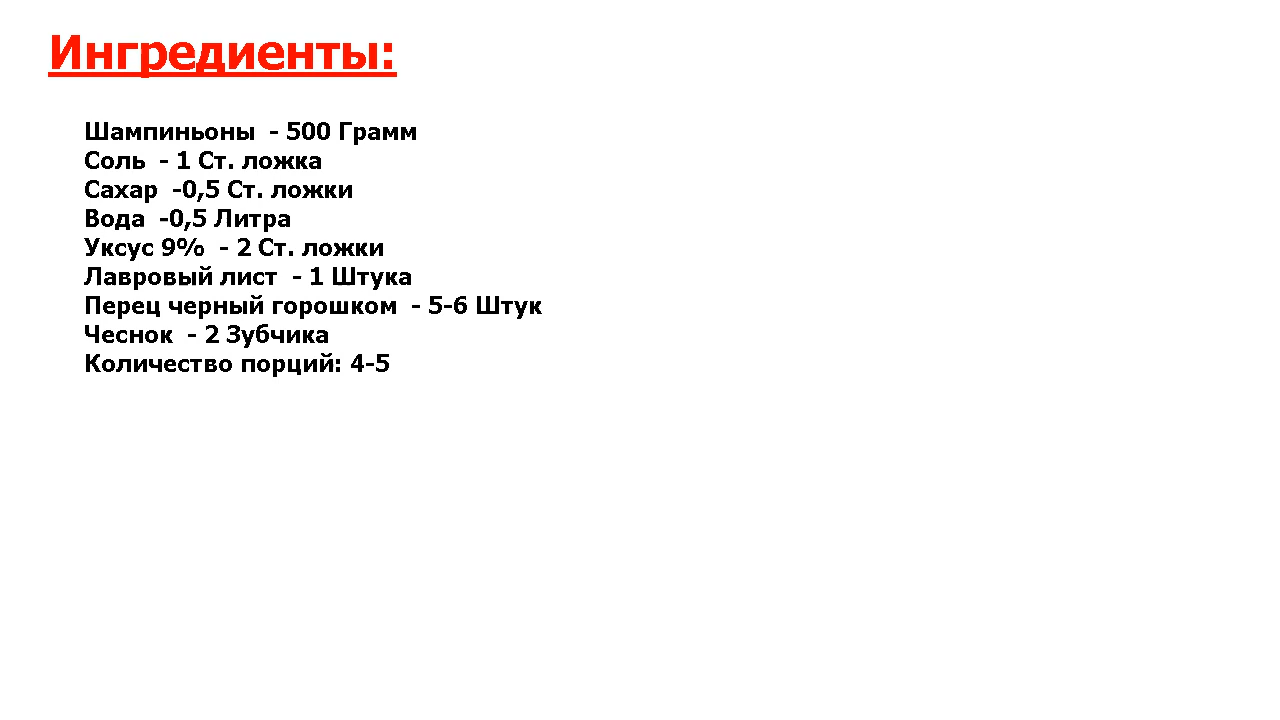 Ингредиенты:
Шампиньоны  - 500 Грамм
Соль  - 1 Ст. ложка
Сахар  -0,5 Ст. ложки
Вода  -0,5 Литра
Уксус 9%  - 2 Ст. ложки
Лавровый лист  - 1 Штука
Перец черный горошком  - 5-6 Штук
Чеснок  - 2 Зубчика
Количество порций: 4-5